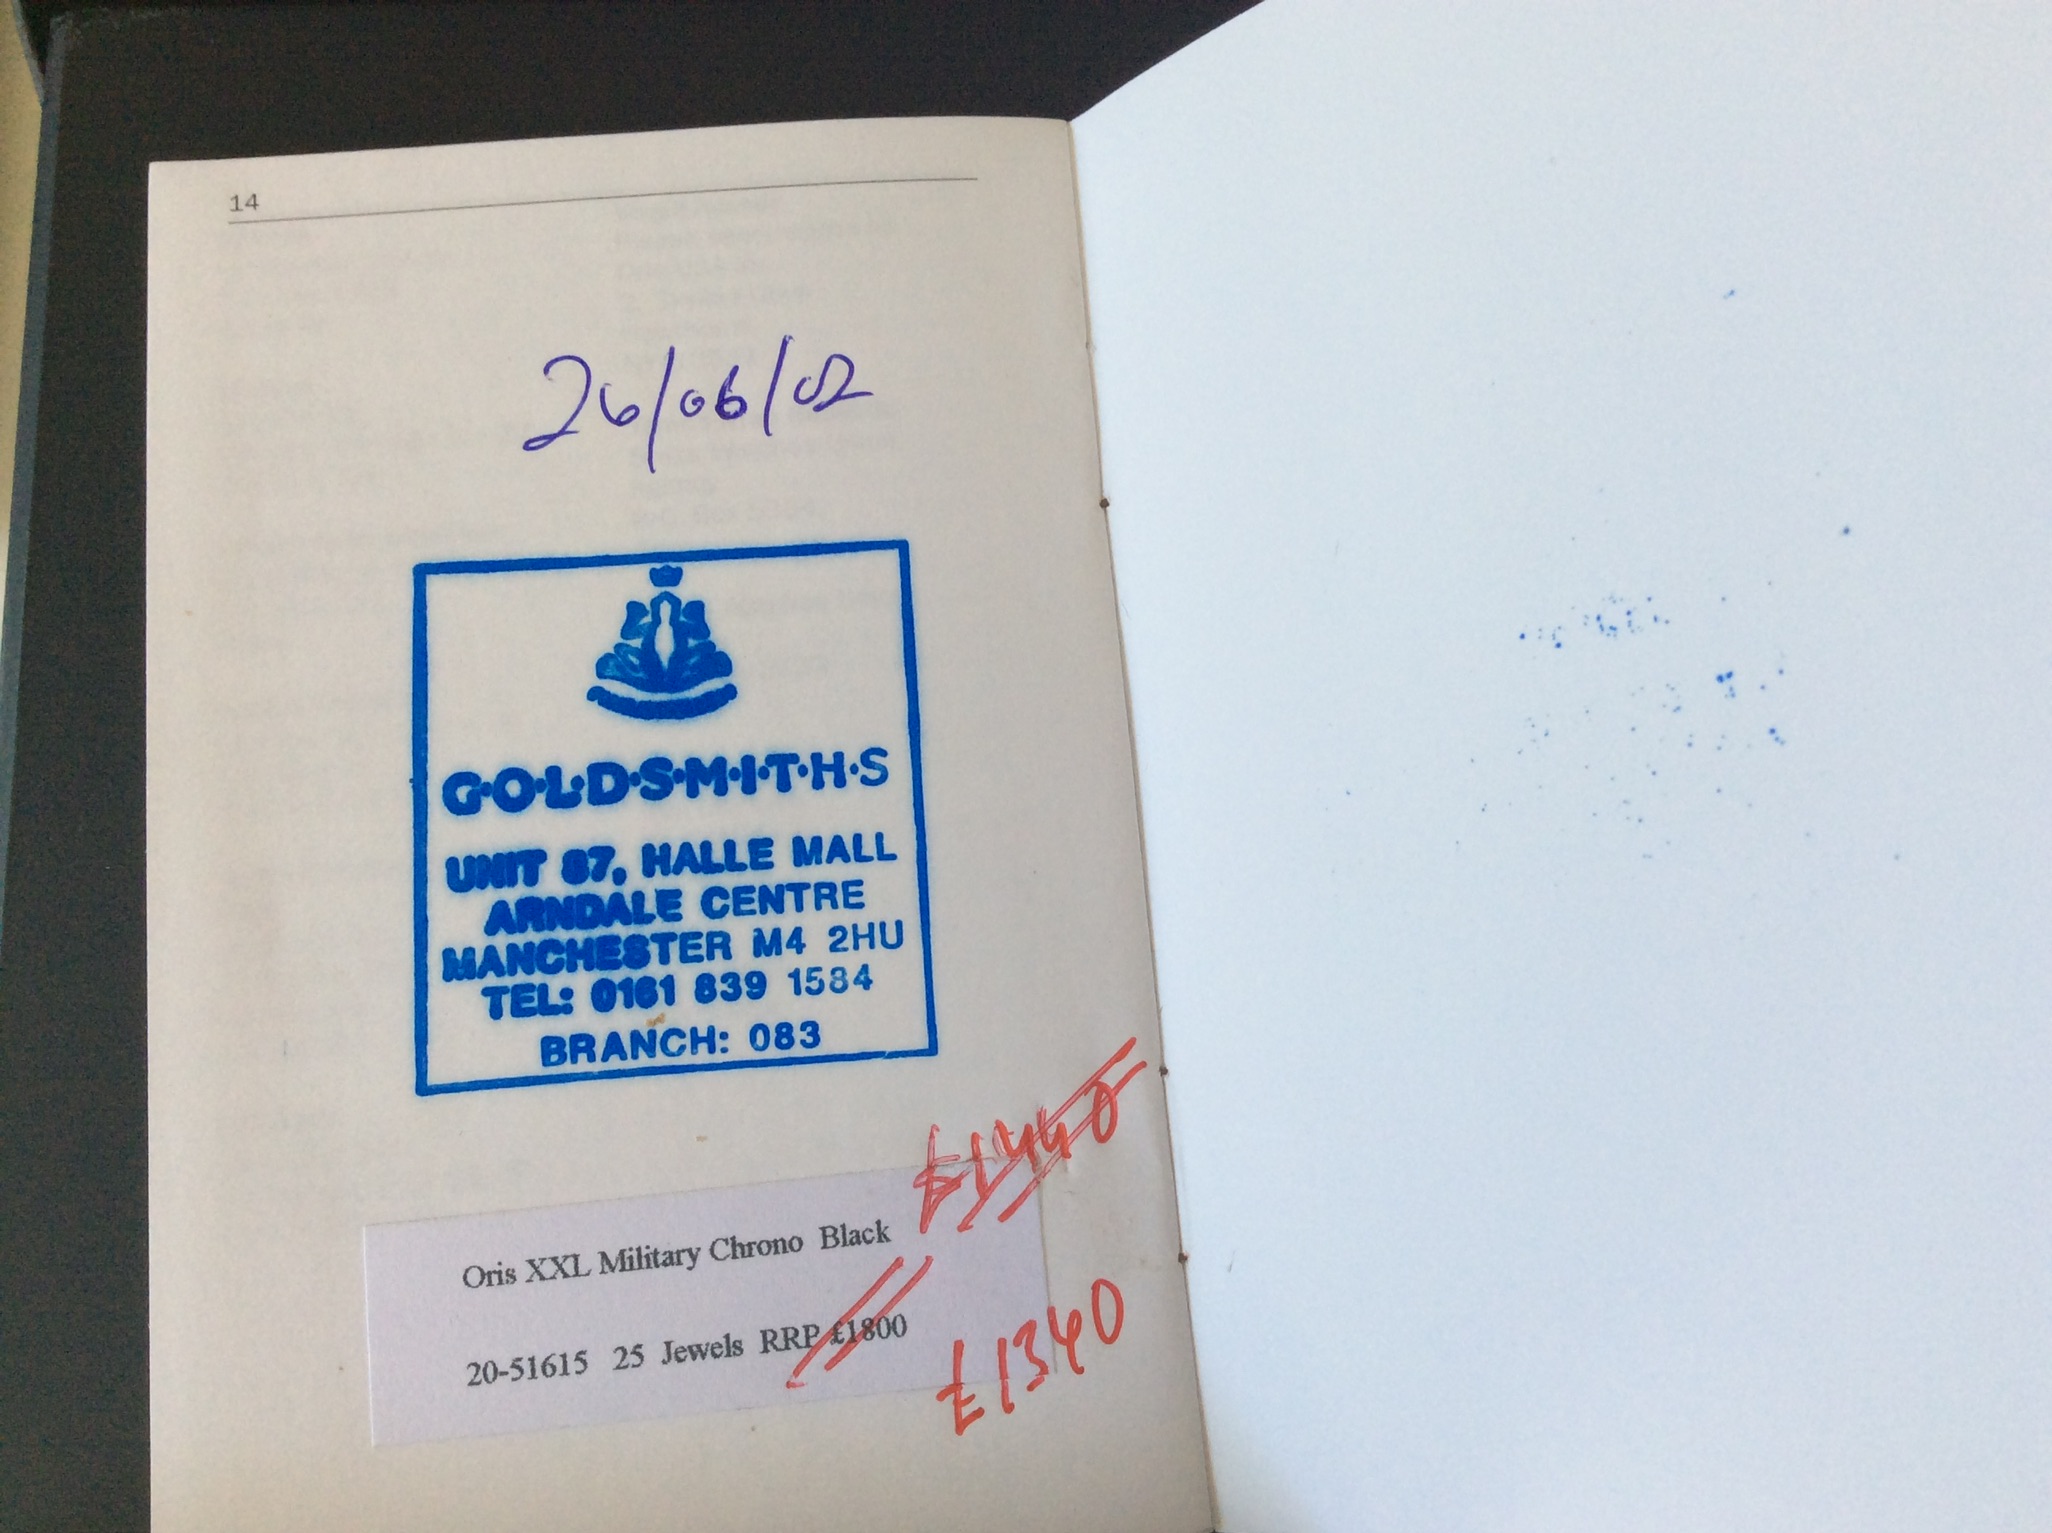 14
26/06/02
G·O·L·D·S·M·I·T·H·S
UNIT 87, HALLE MALL
ARNDALE CENTRE
MANCHESTER M4 2HU
TEL: 0161 839 1584
BRANCH: 083
£1440
Oris XXL Military Chrono Black
20-51615 25 Jewels RRP £1800
£1340